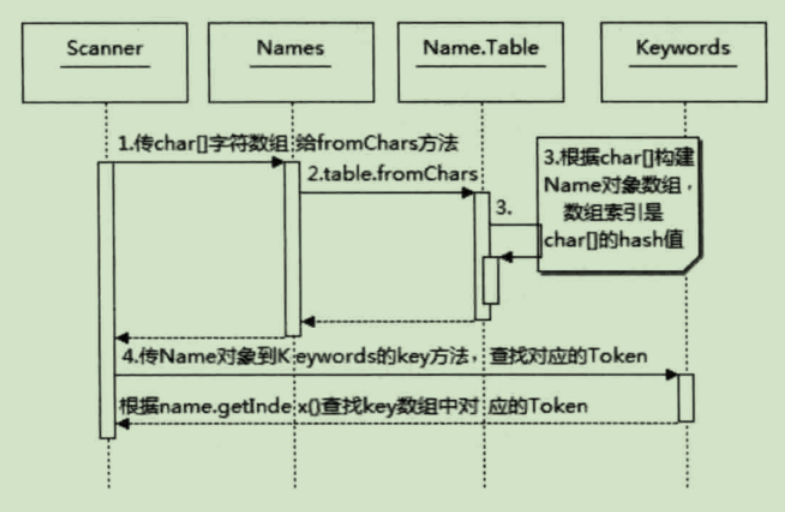 Scanner
Names
Name.Table
Keywords
1.传char[]字符数组 给fromChars方法
2.table.fromChars
3.
3.根据char[]构建
Name对象数组，
数组索引是
char[]的hash值
4.传Name对象到K eywords的key方法，查找对应的Token
根据name.getInde x()查找key数组中对 应的Token